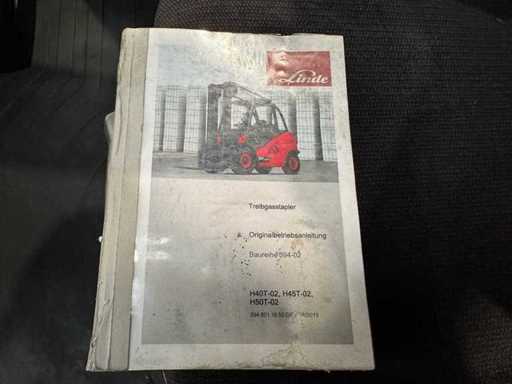 Linde
Treibgasstapler
Originalbetriebsanleitung
Baureihe 394-02
H40T-02, H45T-02,
H50T-02